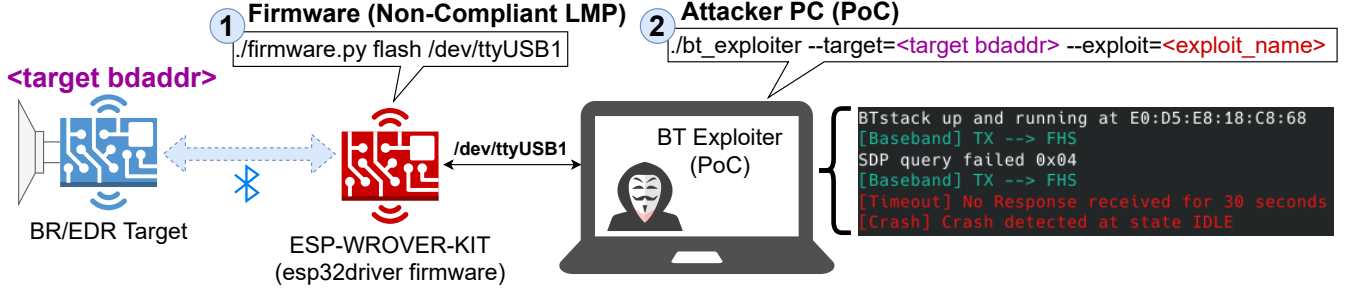 1 Firmware (Non-Compliant LMP)
./firmware.py flash /dev/ttyUSB1
2 Attacker PC (PoC)
./bt_exploiter --target=<target bdaddr> --exploit=<exploit_name>
<target bdaddr>
BR/EDR Target
ESP-WROVER-KIT
(esp32driver firmware)
/dev/ttyUSB1
BT Exploiter
(PoC)
BTstack up and running at E0:D5:E8:18:C8:68
[Baseband] TX --> FHS
SDP query failed 0x04
[Baseband] TX --> FHS
[Timeout] No Response received for 30 seconds
[Crash] Crash detected at state IDLE